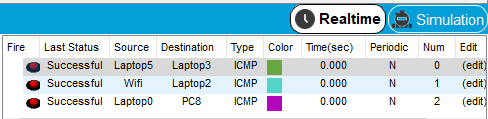 Realtime Simulation
Fire Last Status Source Destination Type Color Time(sec) Periodic Num Edit
Successful Laptop5 Laptop3 ICMP 0.000 N 0 (edit)
Successful Wifi Laptop2 ICMP 0.000 N 1 (edit)
Successful Laptop0 PC8 ICMP 0.000 N 2 (edit)